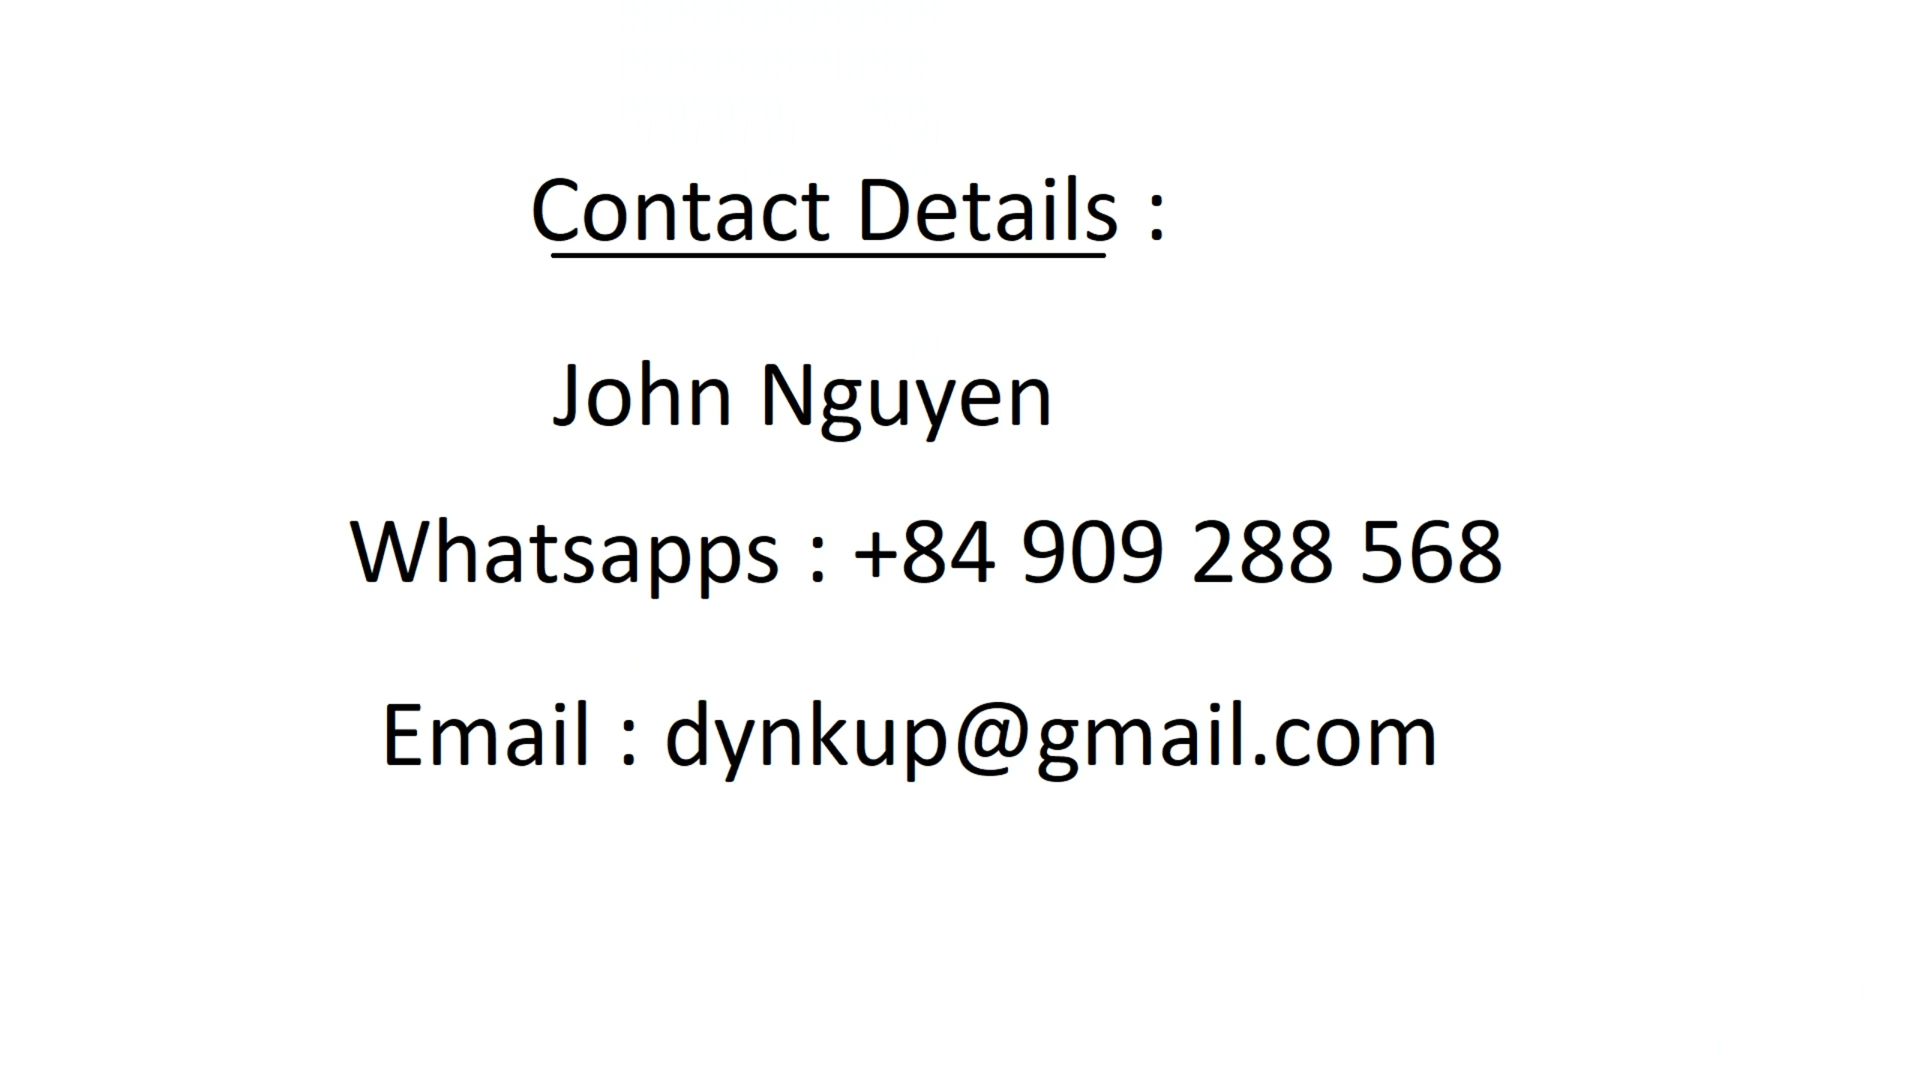 Contact Details :
John Nguyen
Whatsapps : +84 909 288 568
Email : dynkup@gmail.com